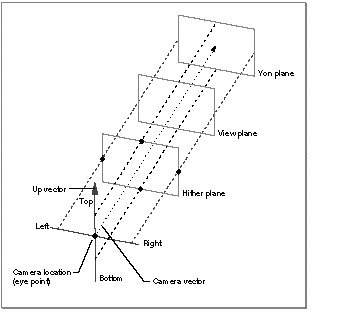 Yon plane
View plane
Hither plane
Up vector
Top
Left
Right
Camera location
(eye point)
Bottom
Camera vector